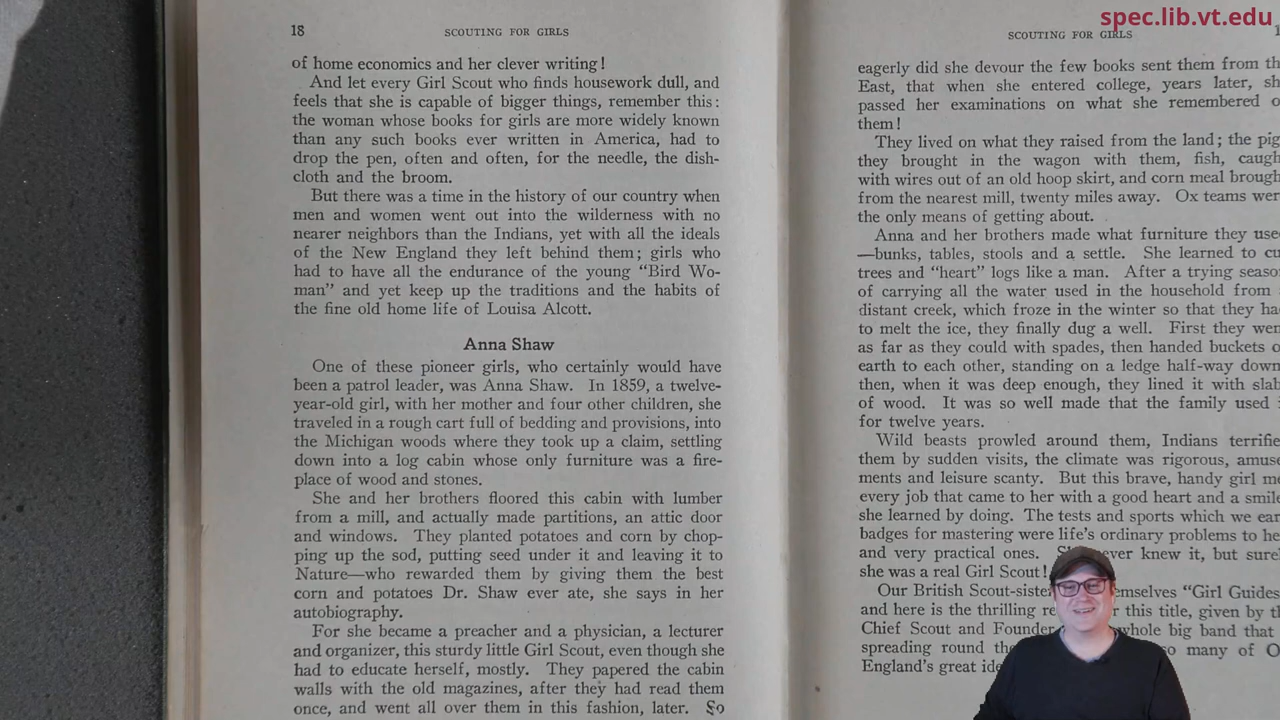 spec.lib.vt.edu
18
SCOUTING FOR GIRLS
of home economics and her clever writing!
And let every Girl Scout who finds housework dull, and
feels that she is capable of bigger things, remember this:
the woman whose books for girls are more widely known
than any such books ever written in America, had to
drop the pen, often and often, for the needle, the dish-
cloth and the broom.
But there was a time in the history of our country when
men and women went out into the wilderness with no
nearer neighbors than the Indians, yet with all the ideals
of the New England they left behind them; girls who
had to have all the endurance of the young "Bird Wo-
man" and yet keep up the traditions and the habits of
the fine old home life of Louisa Alcott.
Anna Shaw
One of these pioneer girls, who certainly would have
been a patrol leader, was Anna Shaw. In 1859, a twelve-
year-old girl, with her mother and four other children, she
traveled in a rough cart full of bedding and provisions, into
the Michigan woods where they took up a claim, settling
down into a log cabin whose only furniture was a fire-
place of wood and stones.
She and her brothers floored this cabin with lumber
from a mill, and actually made partitions, an attic door
and windows. They planted potatoes and corn by chop-
ping up the sod, putting seed under it and leaving it to
Nature—who rewarded them by giving them the best
corn and potatoes Dr. Shaw ever ate, she says in her
autobiography.
For she became a preacher and a physician, a lecturer
and organizer, this sturdy little Girl Scout, even though she
had to educate herself, mostly. They papered the cabin
walls with the old magazines, after they had read them
once, and went all over them in this fashion, later. So
SCOUTING FOR GIRLS
eagerly did she devour the few books sent them from
East, that when she entered college, years later,
passed her examinations on what she remembered
them!
They lived on what they raised from the land; the
they brought in the wagon with them, fish,
with wires out of an old hoop skirt, and corn meal
from the nearest mill, twenty miles away. Ox teams
the only means of getting about.
Anna and her brothers made what furniture they
—bunks, tables, stools and a settle. She learned to
trees and "heart" logs like a man. After a trying
of carrying all the water used in the household from
distant creek, which froze in the winter so that they
to melt the ice, they finally dug a well. First they
as far as they could with spades, then handed buckets
earth to each other, standing on a ledge half-way
then, when it was deep enough, they lined it with
of wood. It was so well made that the family used
for twelve years.
Wild beasts prowled around them, Indians
them by sudden visits, the climate was rigorous,
ments and leisure scanty. But this brave, handy girl
every job that came to her with a good heart and a
she learned by doing. The tests and sports which we
badges for mastering were life's ordinary problems to
and very practical ones. ever knew it, but
she was a real Girl Scout!
Our British "Girl
and here is the thrilling this title, given by
Chief Scout and Founder whole big band that
spreading round so many of
England's great